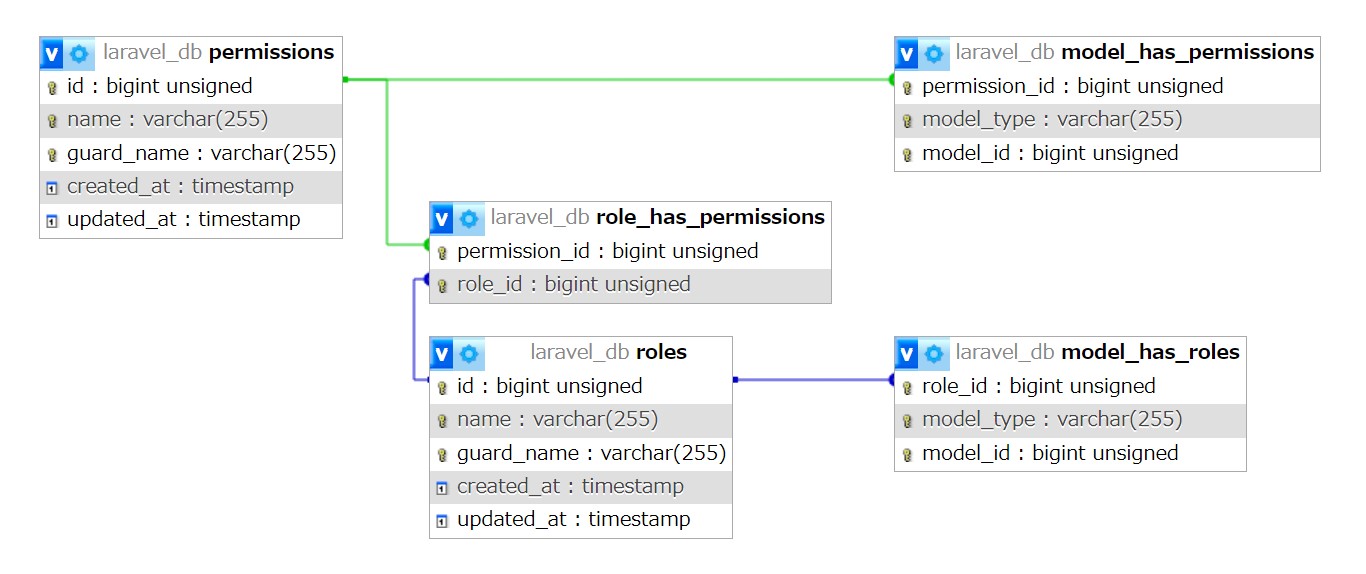 v laravel_db permissions
id : bigint unsigned
name : varchar(255)
guard_name : varchar(255)
created_at : timestamp
updated_at : timestamp
v laravel_db model_has_permissions
permission_id : bigint unsigned
model_type : varchar(255)
model_id : bigint unsigned
v laravel_db role_has_permissions
permission_id : bigint unsigned
role_id : bigint unsigned
v laravel_db roles
id : bigint unsigned
name : varchar(255)
guard_name : varchar(255)
created_at : timestamp
updated_at : timestamp
v laravel_db model_has_roles
role_id : bigint unsigned
model_type : varchar(255)
model_id : bigint unsigned